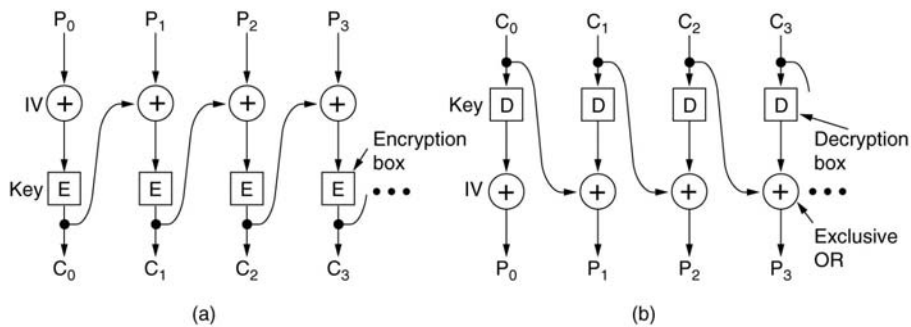 P0 P1 P2 P3
IV + + + +
Key E E E E
Encryption
box
C0 C1 C2 C3
(a)
C0 C1 C2 C3
Key D D D D
Decryption
box
IV + + + +
Exclusive
OR
P0 P1 P2 P3
(b)